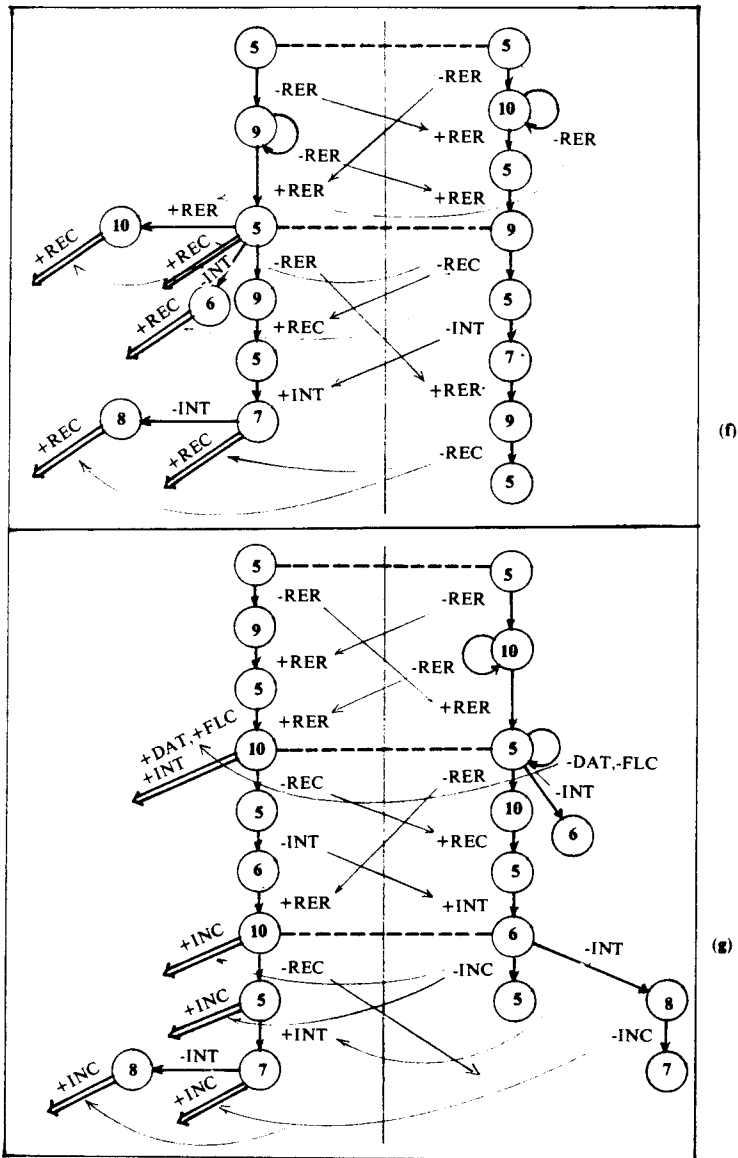 5 5
-RER -RER
9 10
+RER -RER
-RER
5
+RER +RER
10 +RER 5 9
+REC +REC -INT -RER -REC
9 6 5
+REC +REC
-INT
5 7
+INT +RER
8 -INT 7 9
+REC +REC -REC
5
(f)
5 5
-RER -RER
9 10
+RER -RER
5 +RER
+RER
+DAT,+FLC 10 5
+INT -DAT,-FLC
-REC -RER -INT
5 10 6
-INT +REC
6 5
+RER +INT
10 6
+INC -INT
-REC -INC
(g)
+INC 5 5 8
+INT -INC
8 -INT 7 7
+INC +INC